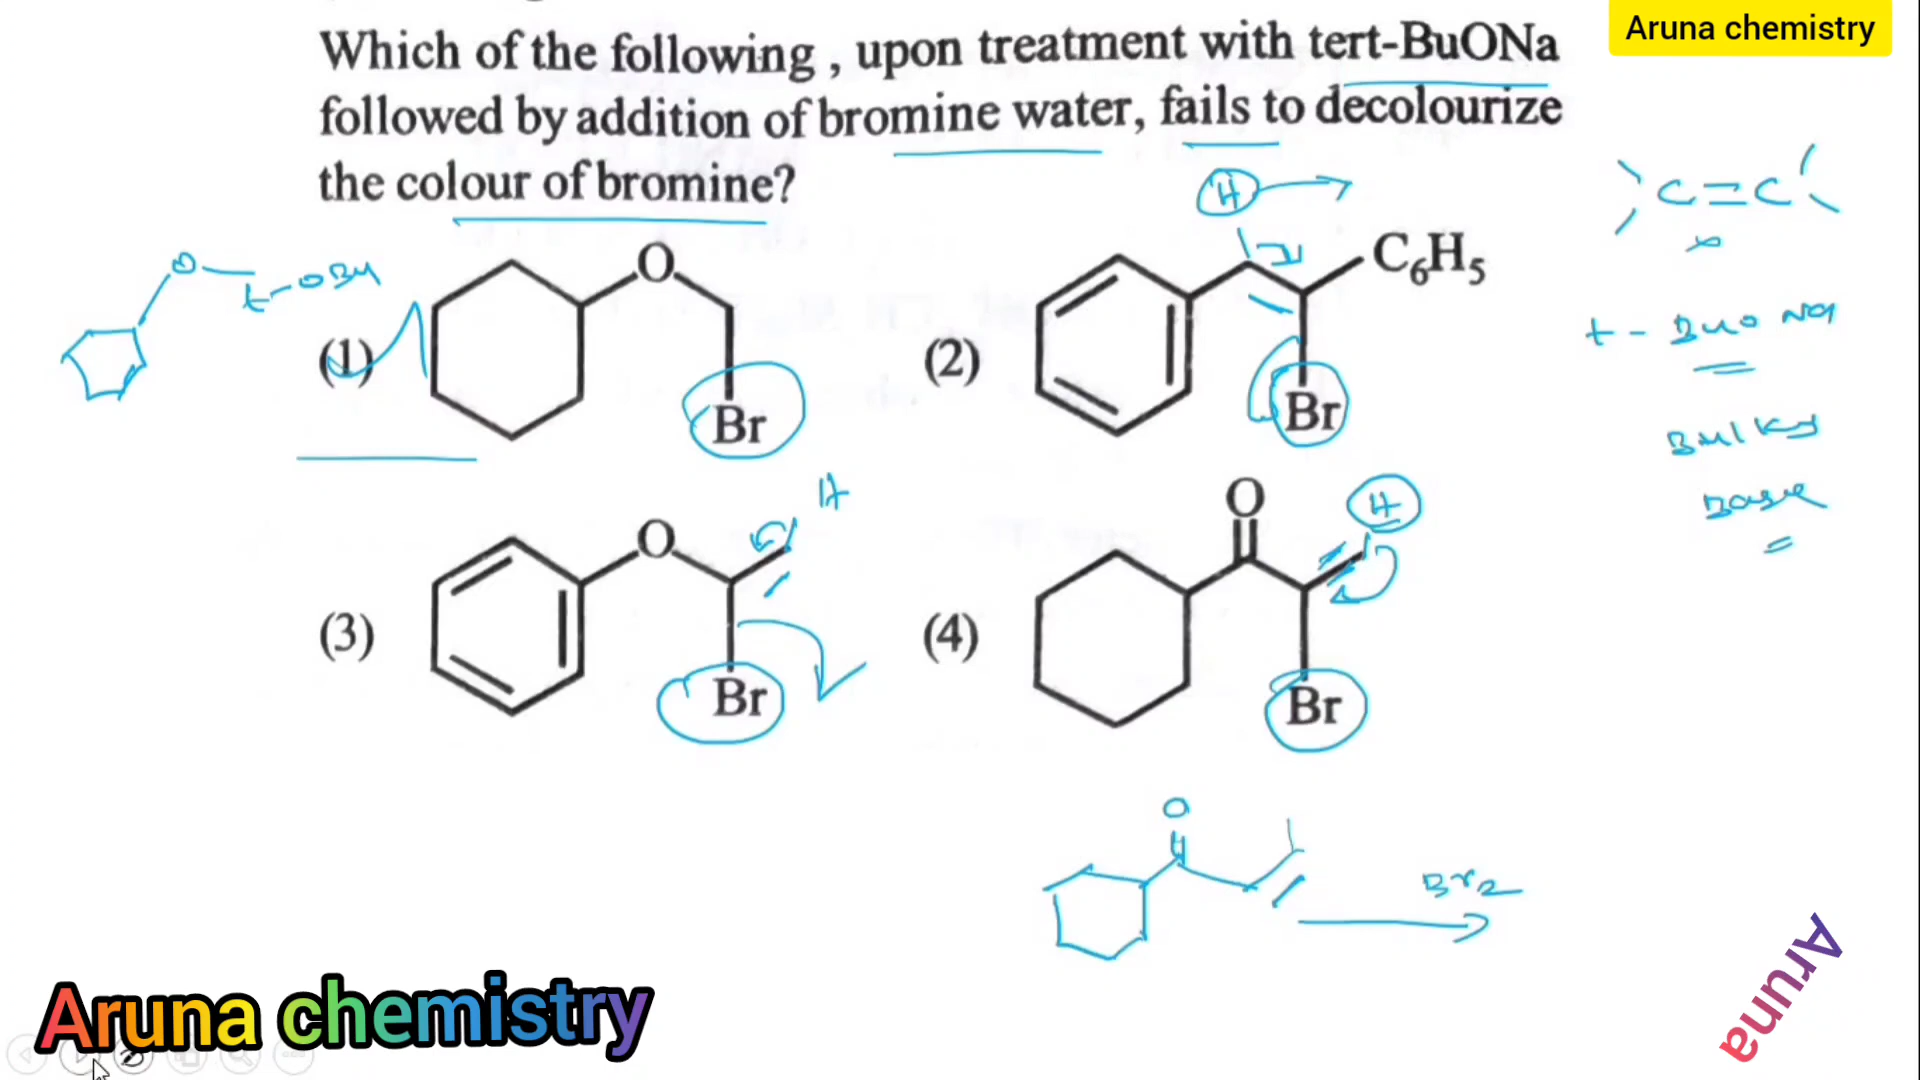 Aruna chemistry
Which of the following , upon treatment with tert-BuONa
followed by addition of bromine water, fails to decolourize
the colour of bromine?
H
C=C
O
t-OBu
O
C₆H₅
(1)
Br
(2)
Br
t - BuO Na
Bulky
Base
H
O
H
O
(3)
Br
(4)
Br
O
Br2
Aruna chemistry
Aruna